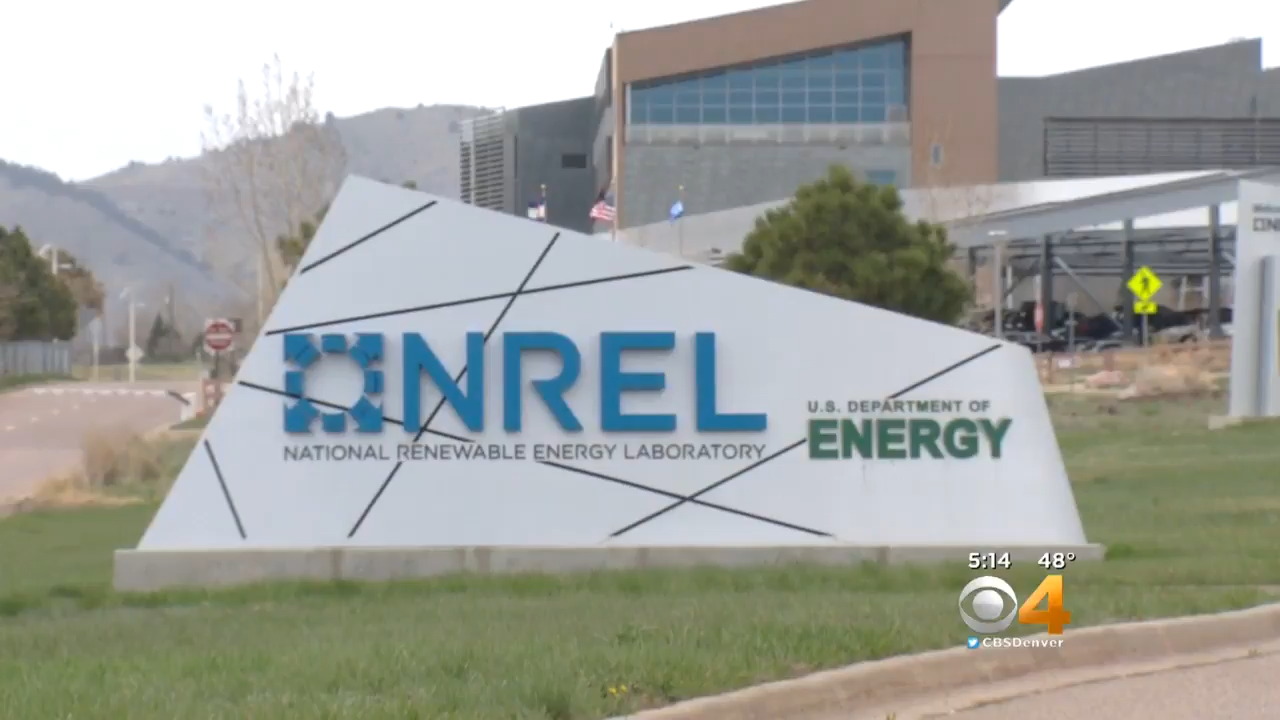 NREL
NATIONAL RENEWABLE ENERGY LABORATORY
U.S. DEPARTMENT OF
ENERGY
5:14 48°
4
CBSDenver